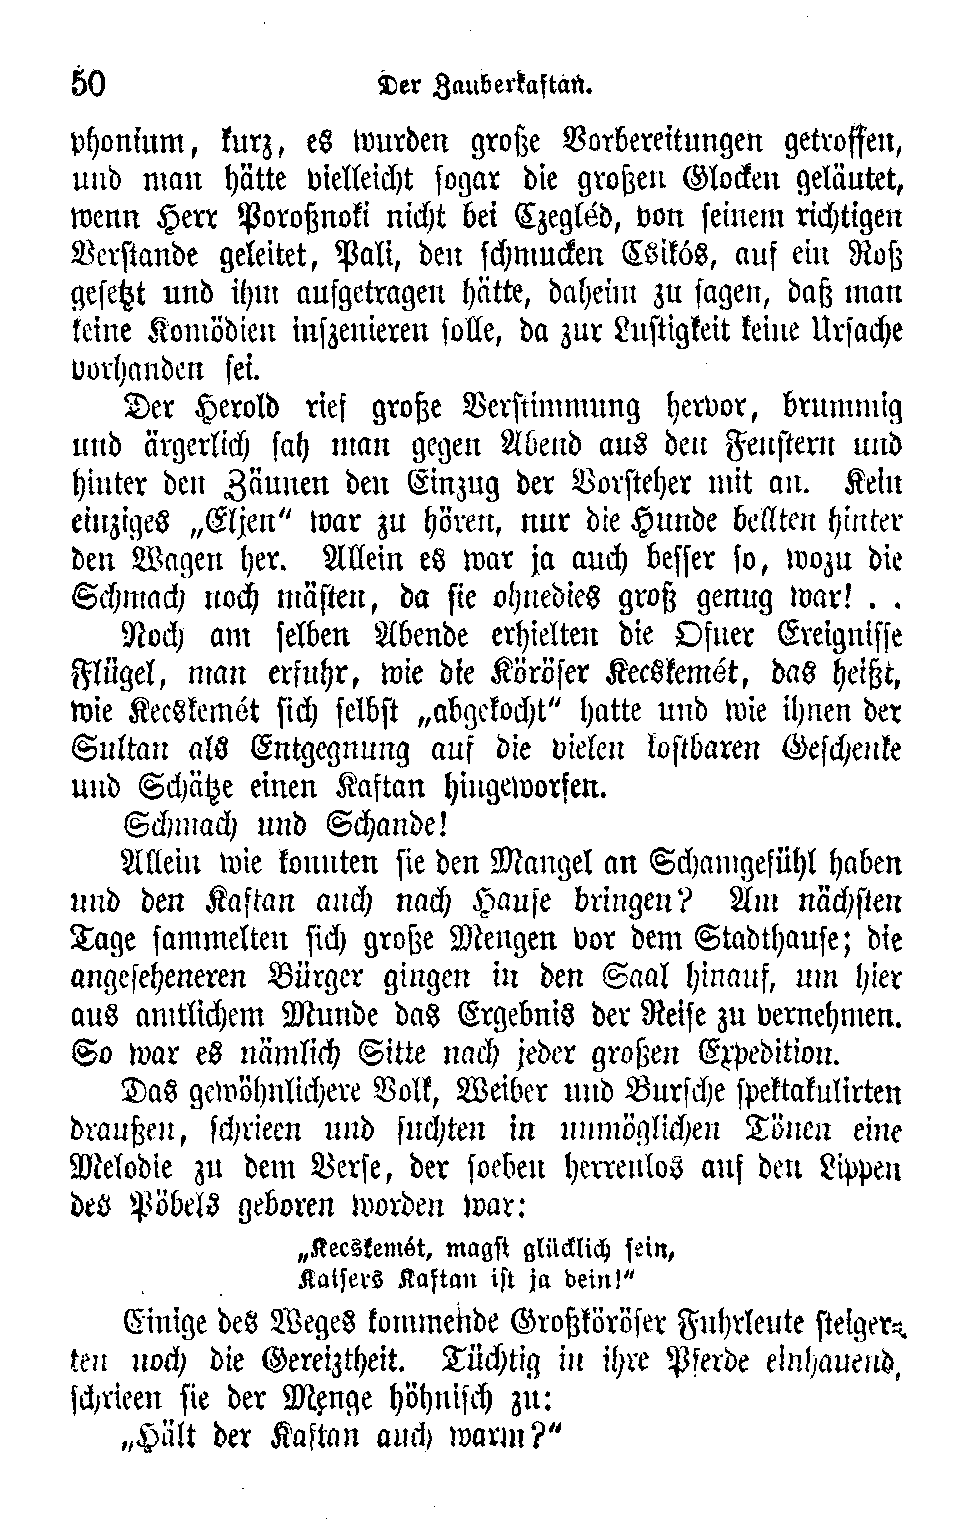 50 Der Zauberkaftan.
phonium, kurz, es wurden große Vorbereitungen getroffen,
und man hätte vielleicht sogar die großen Glocken geläutet,
wenn Herr Poroßnoki nicht bei Czegléd, von seinem richtigen
Verstande geleitet, Pali, den schmucken Csikós, auf ein Roß
gesetzt und ihm aufgetragen hätte, daheim zu sagen, daß man
keine Komödien inszenieren solle, da zur Lustigkeit keine Ursache
vorhanden sei.
Der Herold rief große Verstimmung hervor, brummig
und ärgerlich sah man gegen Abend aus den Fenstern und
hinter den Zäunen den Einzug der Vorsteher mit an. Kein
einziges „Eljen“ war zu hören, nur die Hunde bellten hinter
den Wagen her. Allein es war ja auch besser so, wozu die
Schmach noch mästen, da sie ohnedies groß genug war! . .
Noch am selben Abende erhielten die Ofner Ereignisse
Flügel, man erfuhr, wie die Köröser Kecskemét, das heißt,
wie Kecskemét sich selbst „abgekocht“ hatte und wie ihnen der
Sultan als Entgegnung auf die vielen kostbaren Geschenke
und Schätze einen Kaftan hingeworfen.
Schmach und Schande!
Allein wie konnten sie den Mangel an Schamgefühl haben
und den Kaftan auch nach Hause bringen? Am nächsten
Tage sammelten sich große Mengen vor dem Stadthause; die
angeseheneren Bürger gingen in den Saal hinauf, um hier
aus amtlichem Munde das Ergebnis der Reise zu vernehmen.
So war es nämlich Sitte nach jeder großen Expedition.
Das gewöhnlichere Volk, Weiber und Bursche spektakulirten
draußen, schrieen und suchten in unmöglichen Tönen eine
Melodie zu dem Verse, der soeben herrenlos auf den Lippen
des Pöbels geboren worden war:
„Kecskemét, magst glücklich sein,
Kaisers Kaftan ist ja dein!“
Einige des Weges kommende Großköröser Fuhrleute steiger-
ten noch die Gereiztheit. Tüchtig in ihre Pferde einhauend,
schrieen sie der Menge höhnisch zu:
„Hält der Kaftan auch warm?“